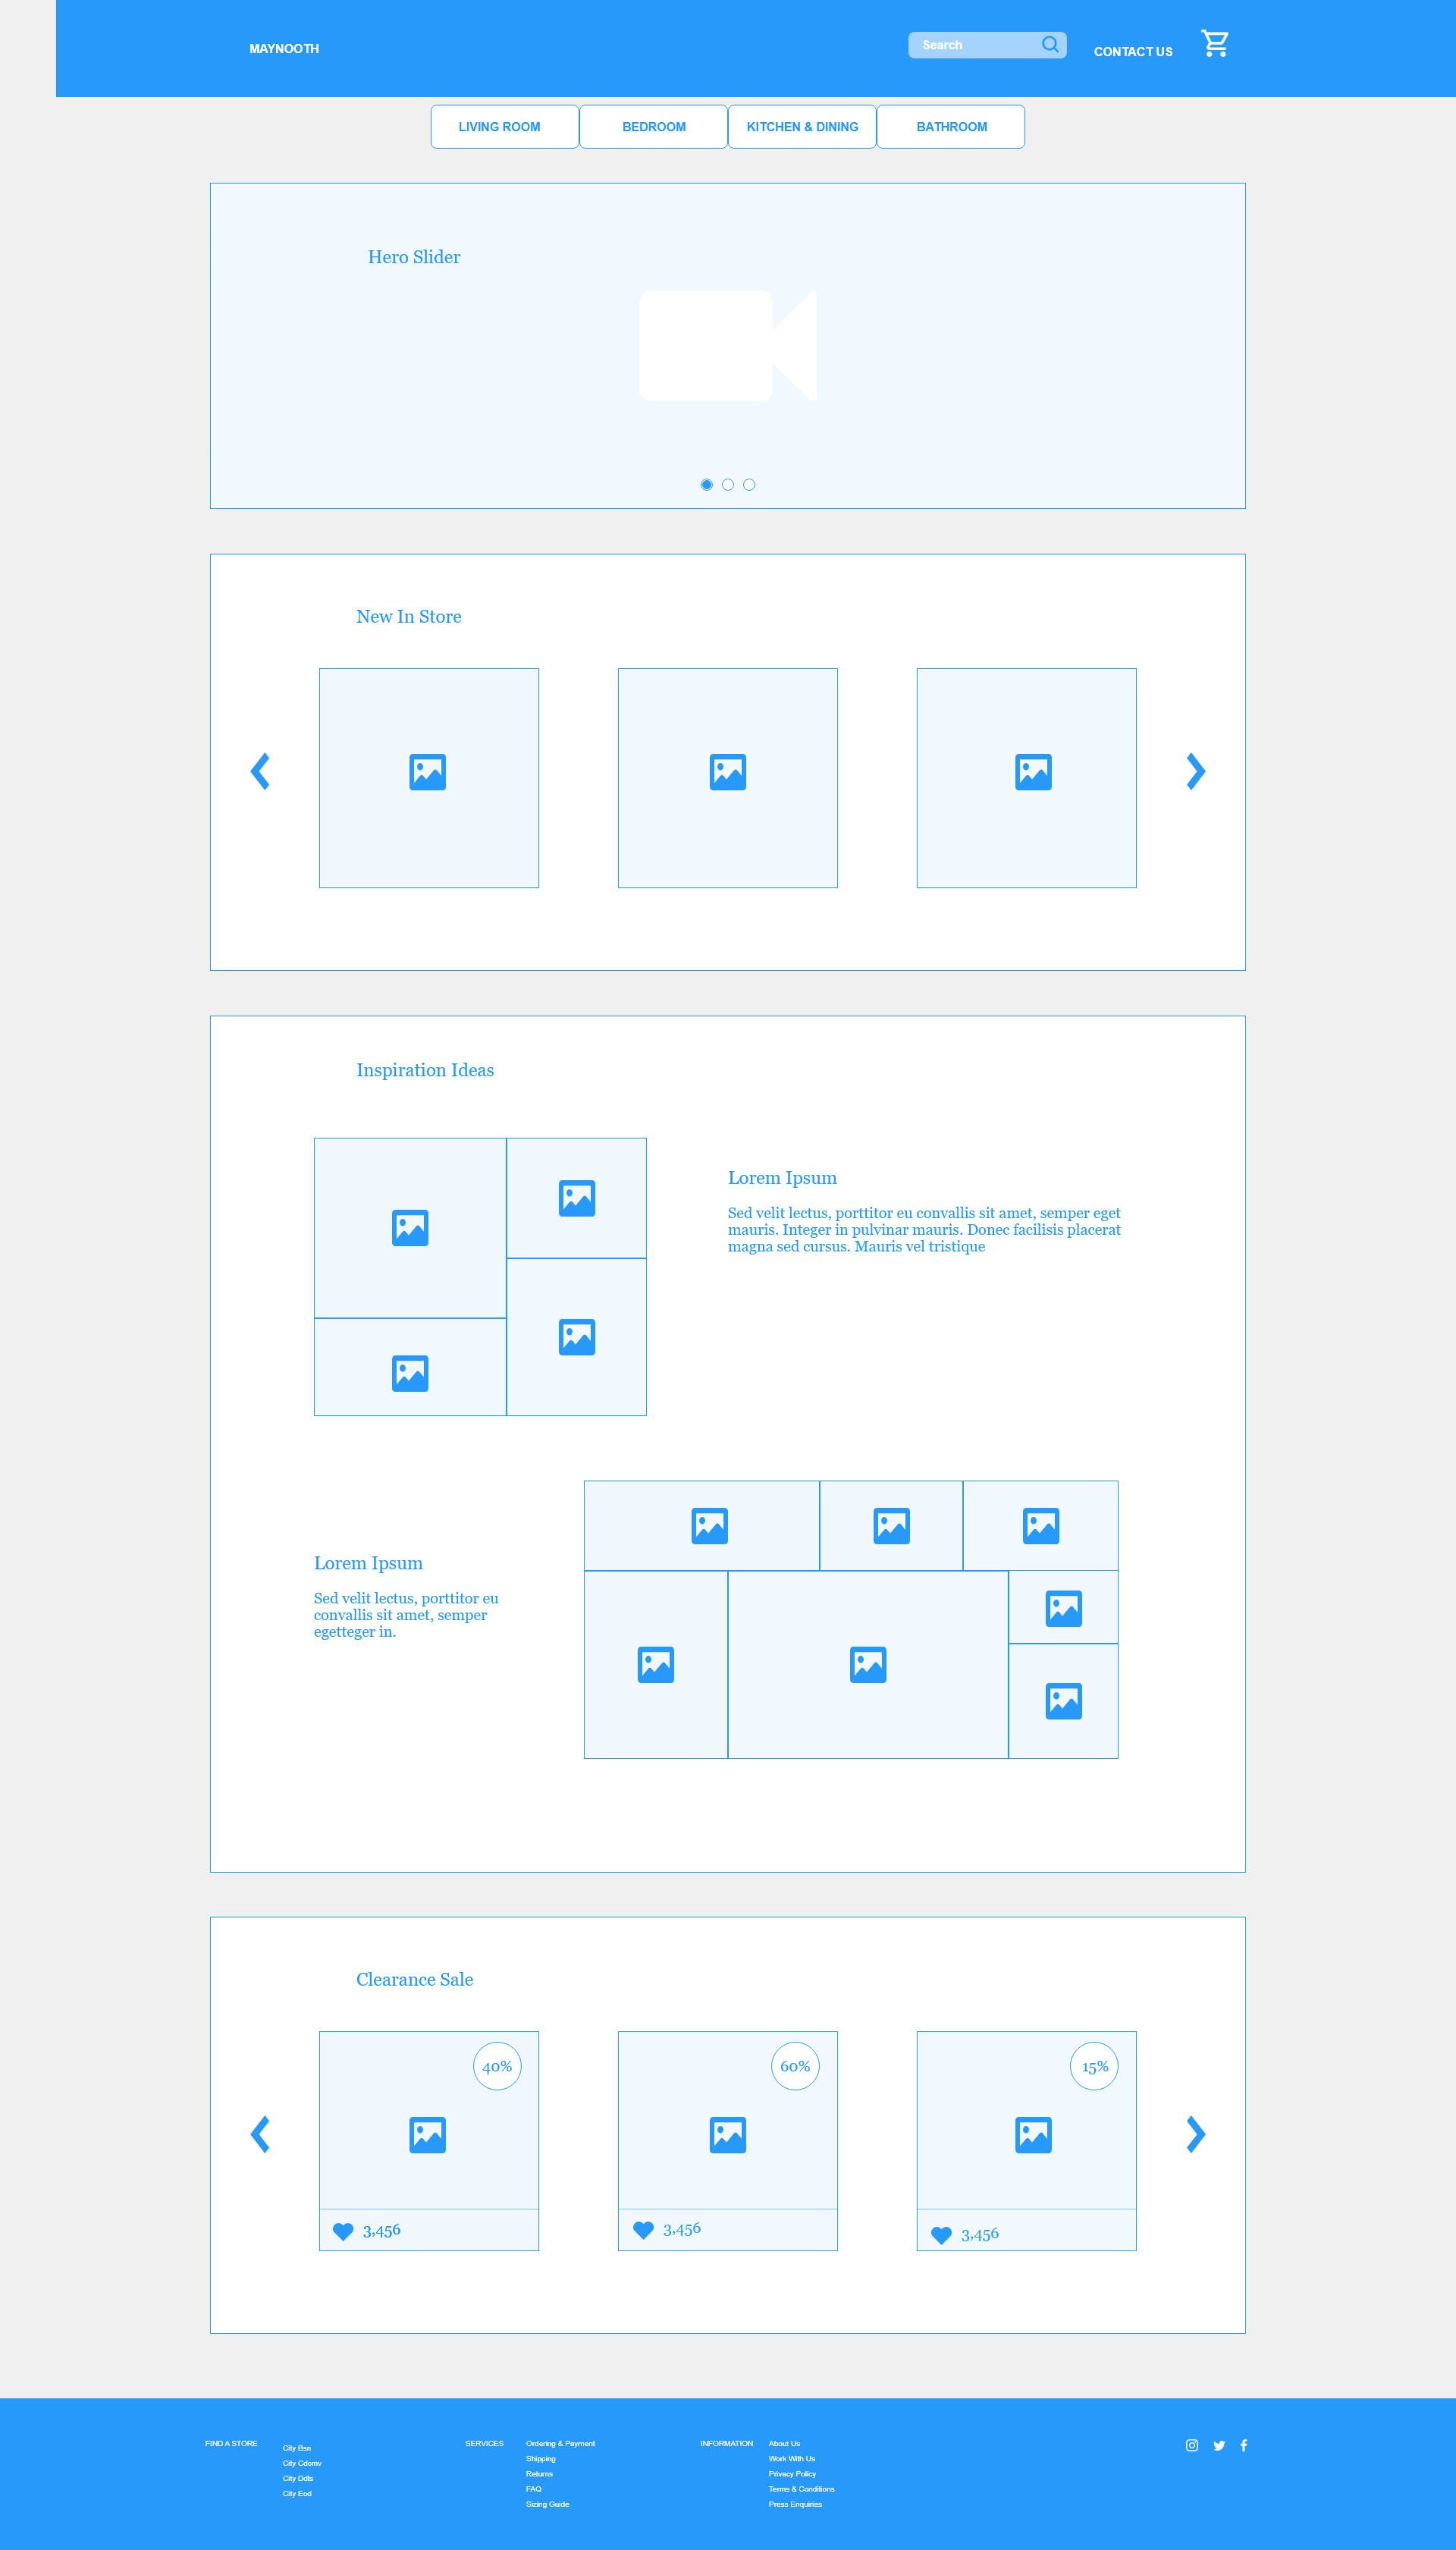 MAYNOOTH
Search
CONTACT US
LIVING ROOM
BEDROOM
KITCHEN & DINING
BATHROOM
Hero Slider
New In Store
Inspiration Ideas
Lorem Ipsum
Sed velit lectus, porttitor eu convallis sit amet, semper eget
mauris. Integer in pulvinar mauris. Donec facilisis placerat
magna sed cursus. Mauris vel tristique
Lorem Ipsum
Sed velit lectus, porttitor eu
convallis sit amet, semper
egetteger in.
Clearance Sale
40%
60%
15%
3,456
3,456
3,456
FIND A STORE
City Bsn
City Cdcmv
City Ddls
City Eod
SERVICES
Ordering & Payment
Shipping
Returns
FAQ
Sizing Guide
INFORMATION
About Us
Work With Us
Privacy Policy
Terms & Conditions
Press Enquiries